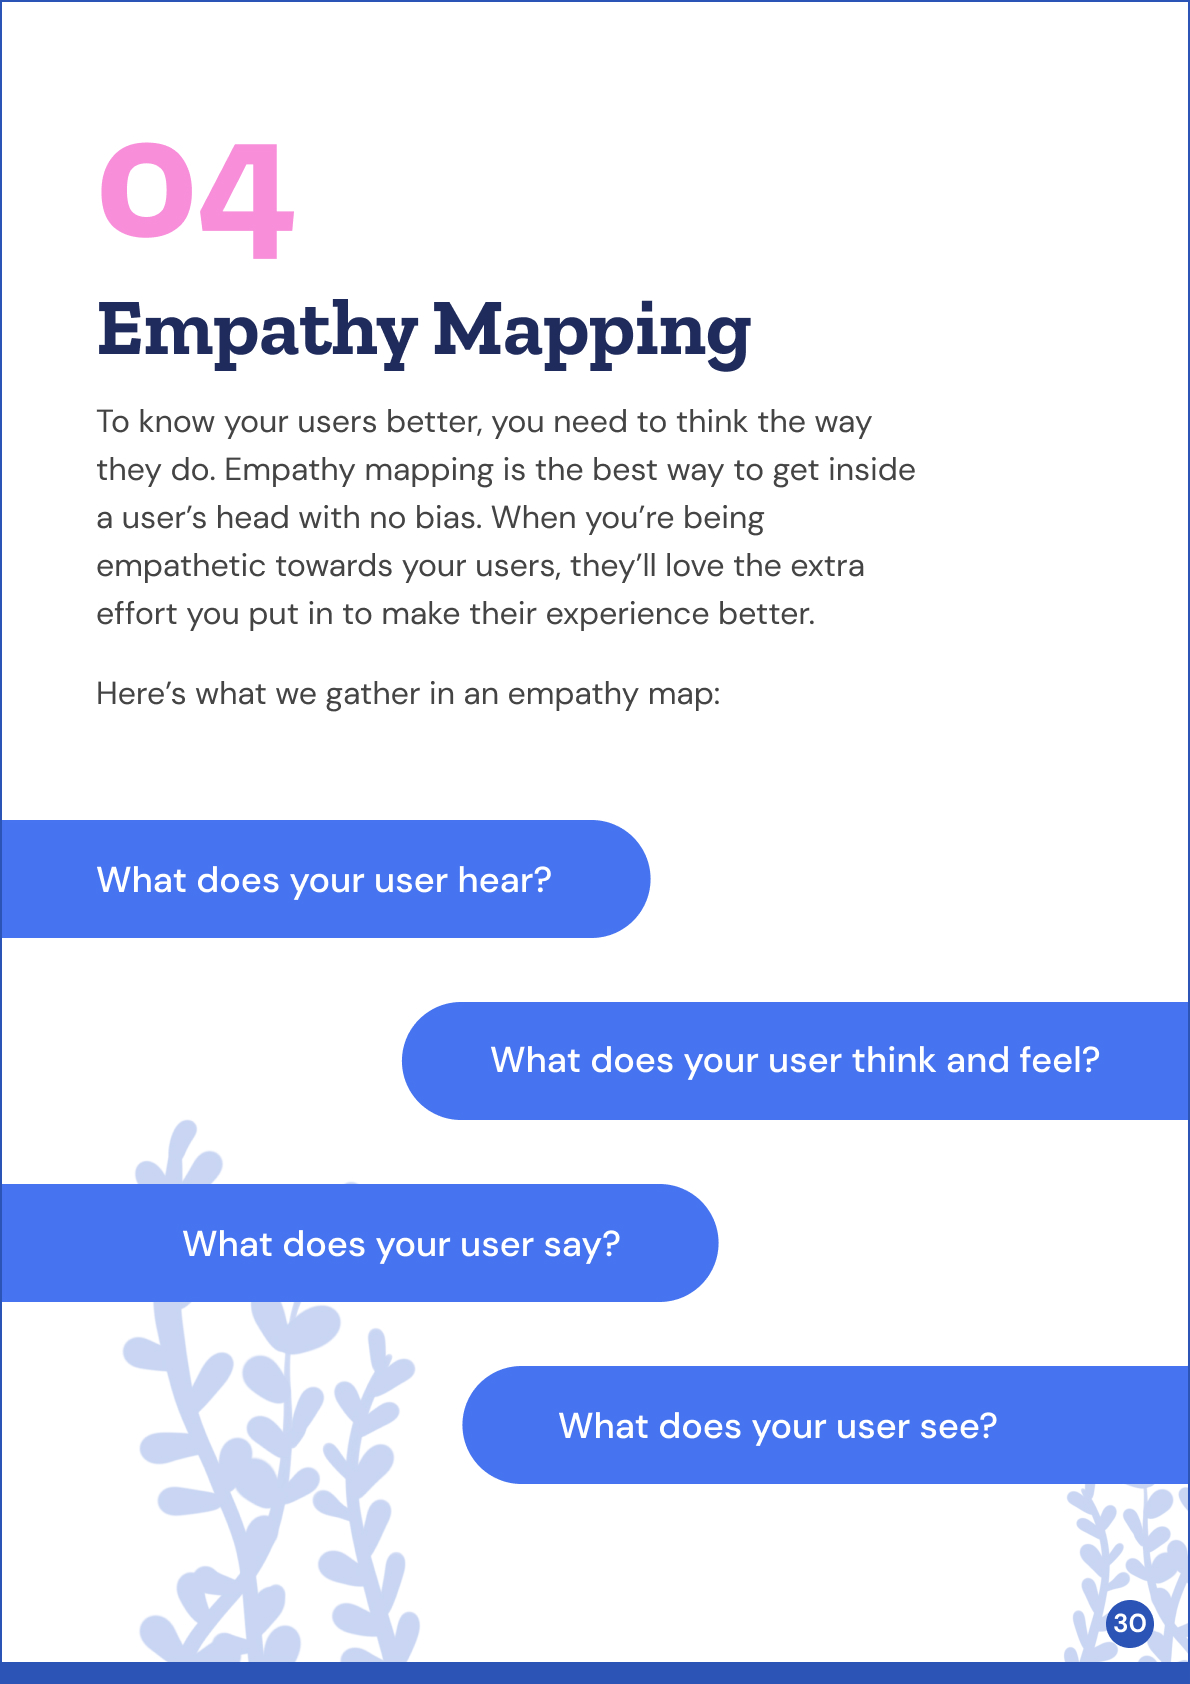 04
Empathy Mapping
To know your users better, you need to think the way
they do. Empathy mapping is the best way to get inside
a user’s head with no bias. When you’re being
empathetic towards your users, they’ll love the extra
effort you put in to make their experience better.
Here’s what we gather in an empathy map:
What does your user hear?
What does your user think and feel?
What does your user say?
What does your user see?
30